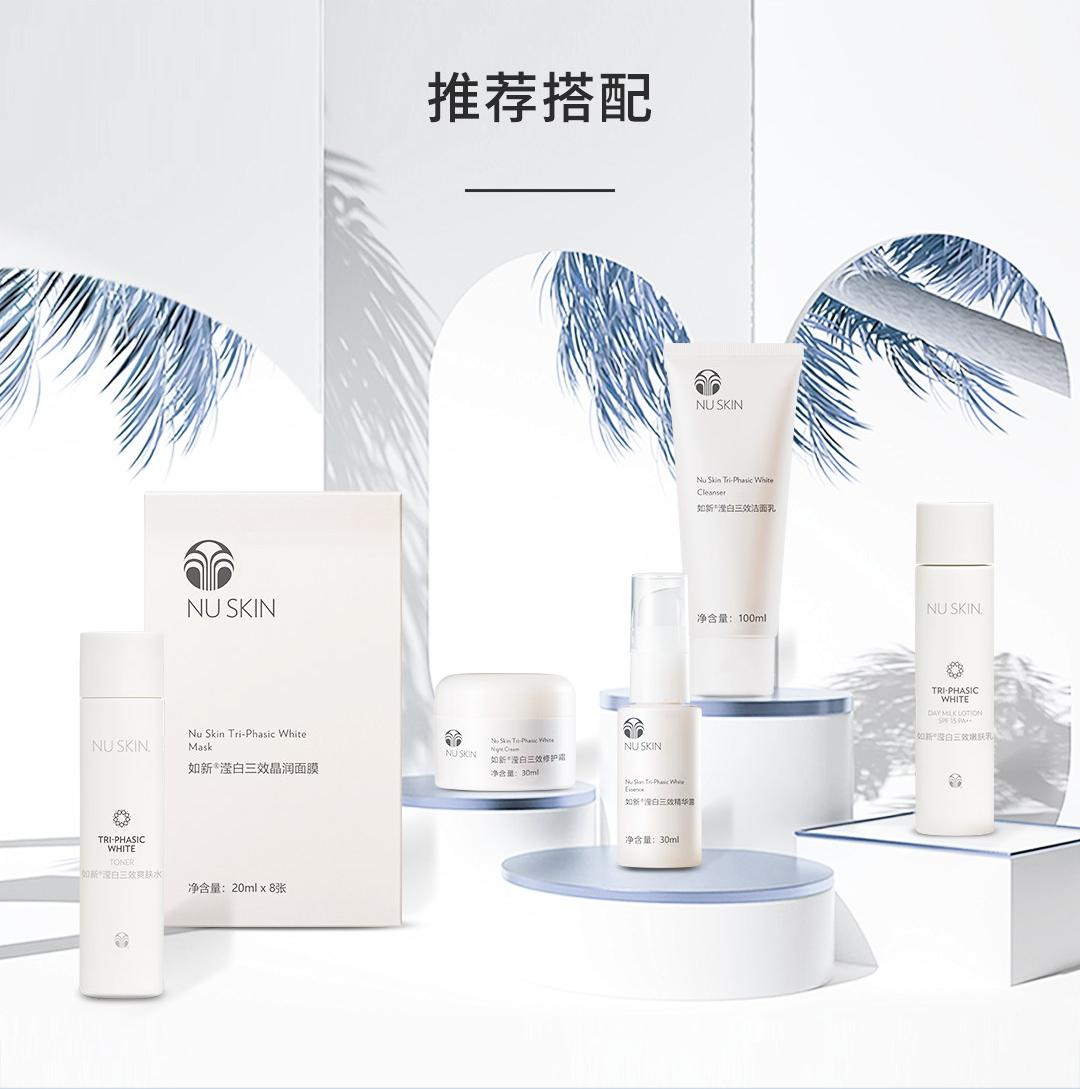 推荐搭配
NU SKIN
Nu Skin Tri-Phasic White
Cleanser
如新®滢白三效洁面乳
净含量：100ml
NU SKIN
Nu Skin Tri-Phasic White
Mask
如新®滢白三效晶润面膜
净含量：20ml x 8张
NU SKIN.
TRI-PHASIC
WHITE
TONER
如新®滢白三效爽肤水
NU SKIN
Nu Skin Tri-Phasic White
Night Cream
如新®滢白三效修护霜
净含量：30ml
NU SKIN
Nu Skin Tri-Phasic White
Essence
如新®滢白三效精华露
净含量：30ml
NU SKIN.
TRI-PHASIC
WHITE
DAY MILK LOTION
SPF 15 PA++
如新®滢白三效嫩肤乳